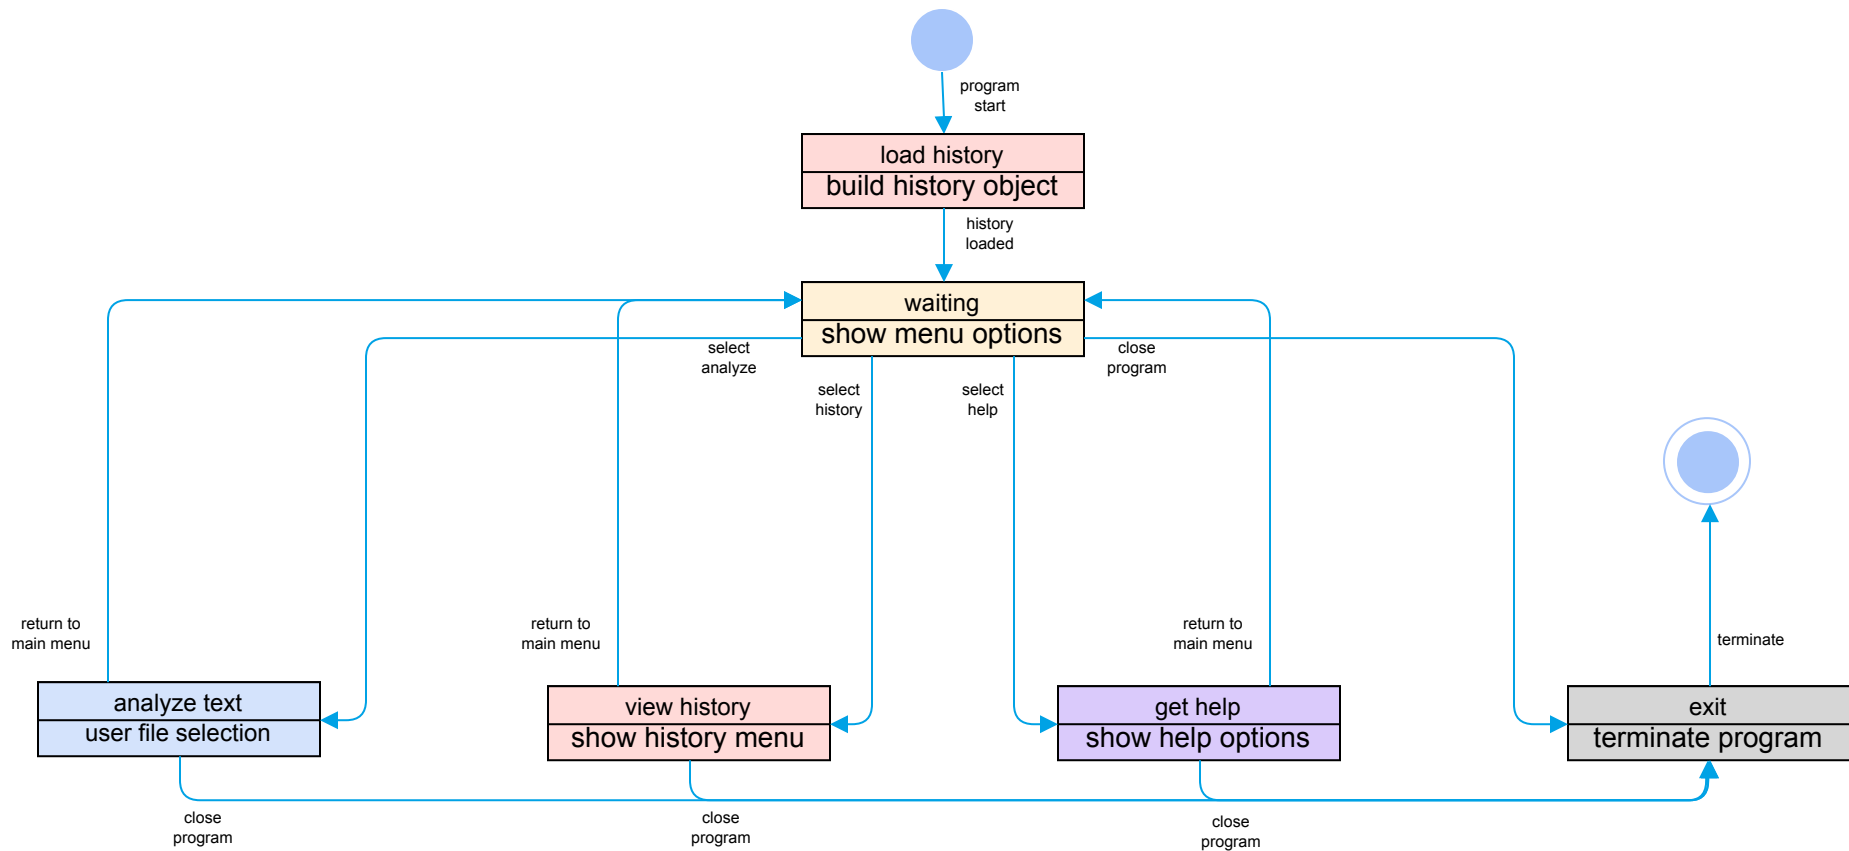 program
start
load history
build history object
history
loaded
waiting
show menu options
select
analyze
select
history
select
help
close
program
return to
main menu
return to
main menu
return to
main menu
terminate
analyze text
user file selection
view history
show history menu
get help
show help options
exit
terminate program
close
program
close
program
close
program